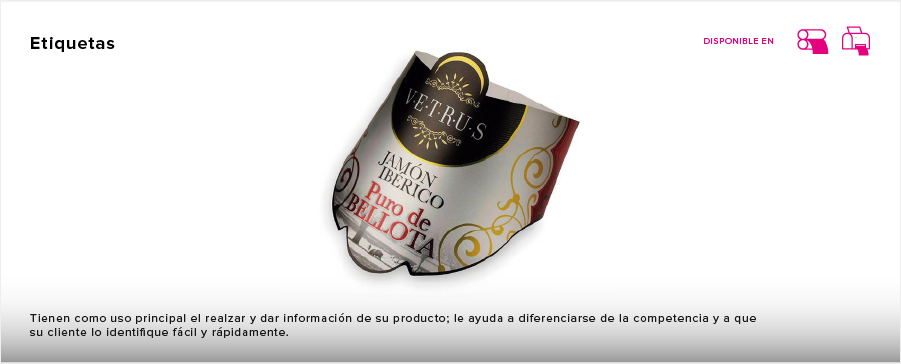 Etiquetas
DISPONIBLE EN
V·E·T·R·U·S
JAMÓN
IBÉRICO
Puro de
BELLOTA
Tienen como uso principal el realzar y dar información de su producto; le ayuda a diferenciarse de la competencia y a que
su cliente lo identifique fácil y rápidamente.